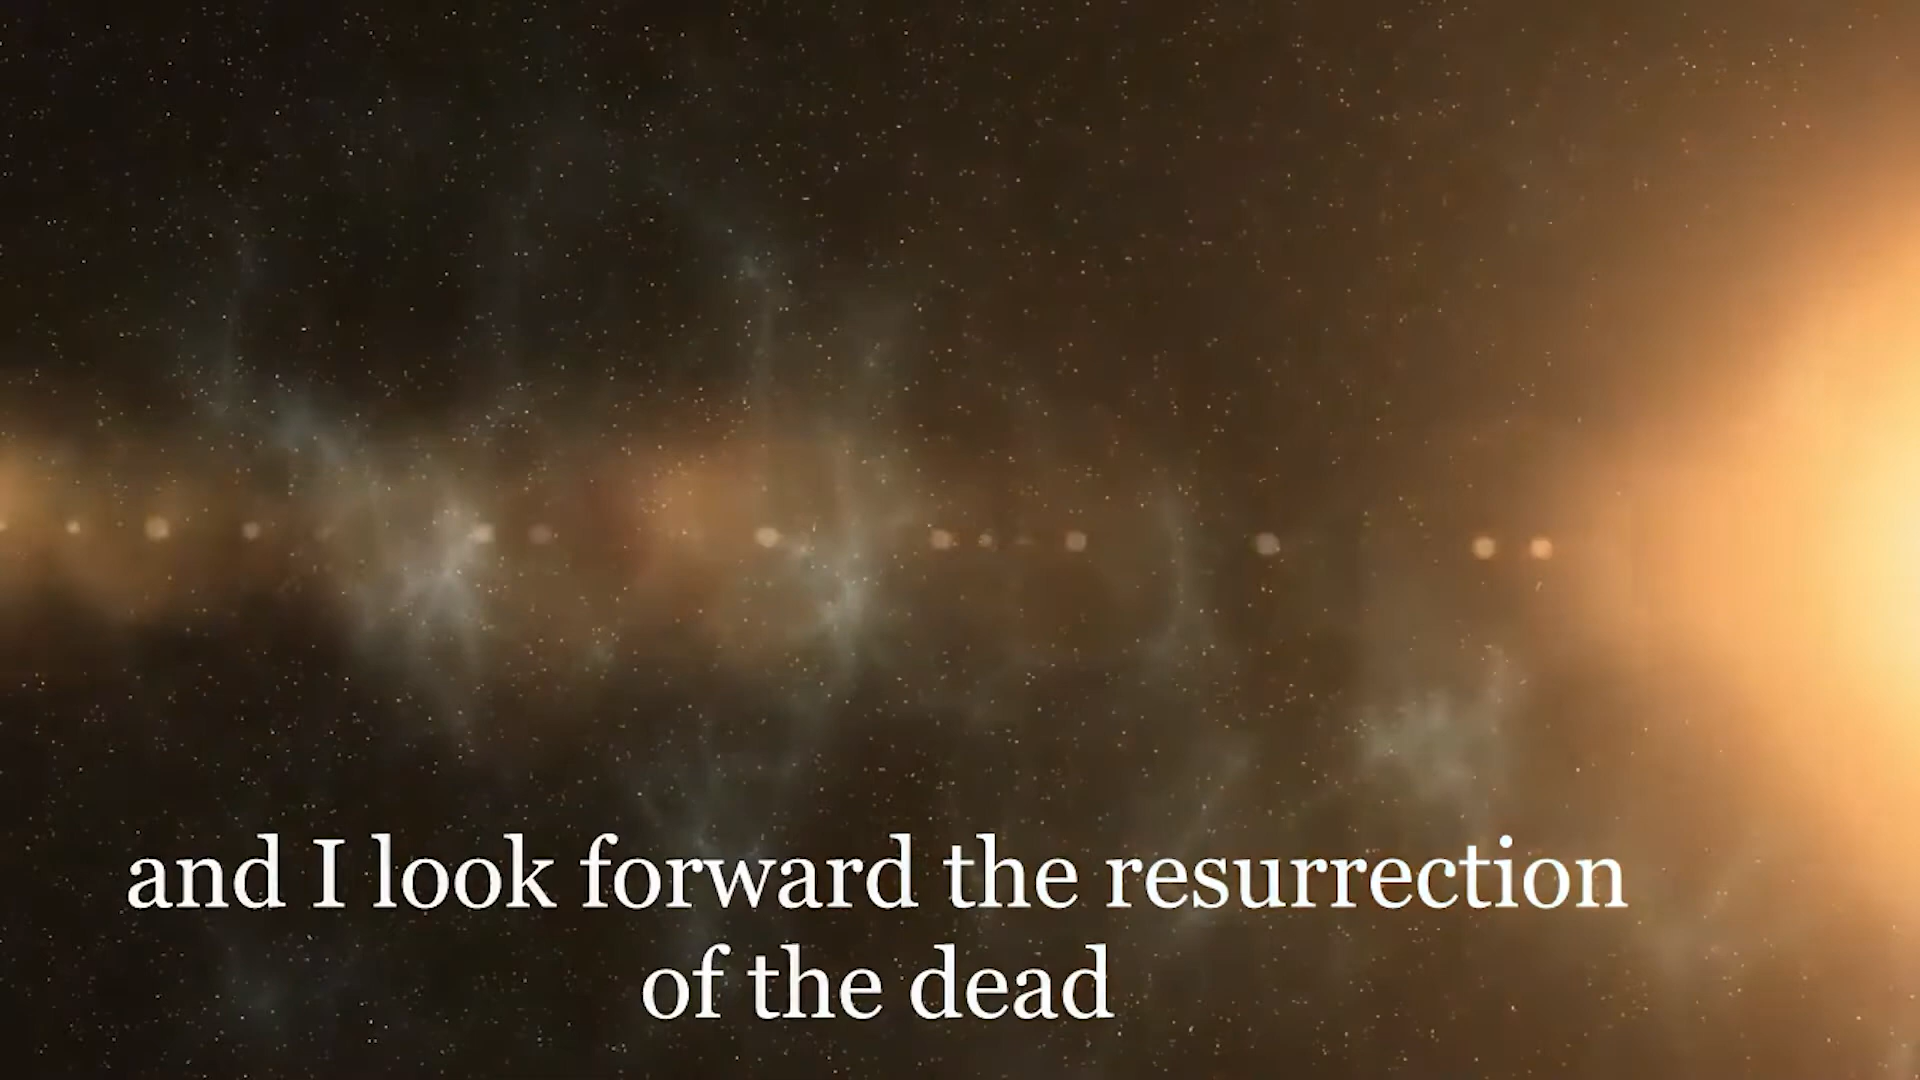 and I look forward the resurrection
of the dead